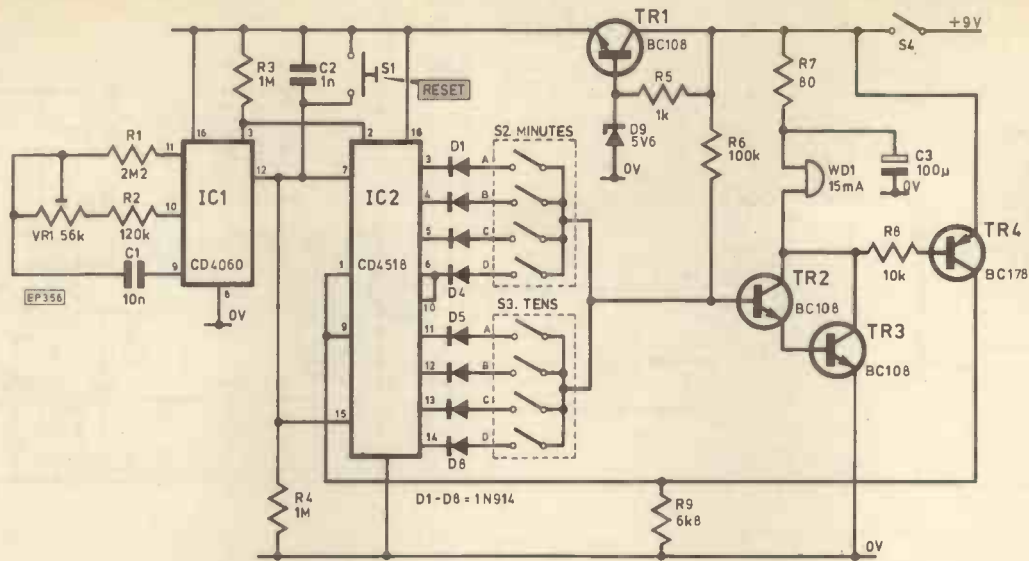 TR1
BC108
+9V
S4
R3
1M
C2
1n
S1
RESET
R5
1k
R7
80
R1
2M2
16
3
2
16
S2. MINUTES
D9
5V6
0V
R6
100k
WD1
15mA
C3
100µ
0V
11
IC1
12
7
IC2
3
D1
A
R2
120k
10
4
B
TR4
BC178
VR1 56k
5
C
R8
10k
C1
10n
9
CD4060
CD4518
6
D
TR2
BC108
EP356
8
0V
1
D4
10
TR3
BC108
S3. TENS
9
11
D5
A
12
B
13
C
15
14
D
D8
R4
1M
D1-D8 = 1N914
R9
6k8
0V